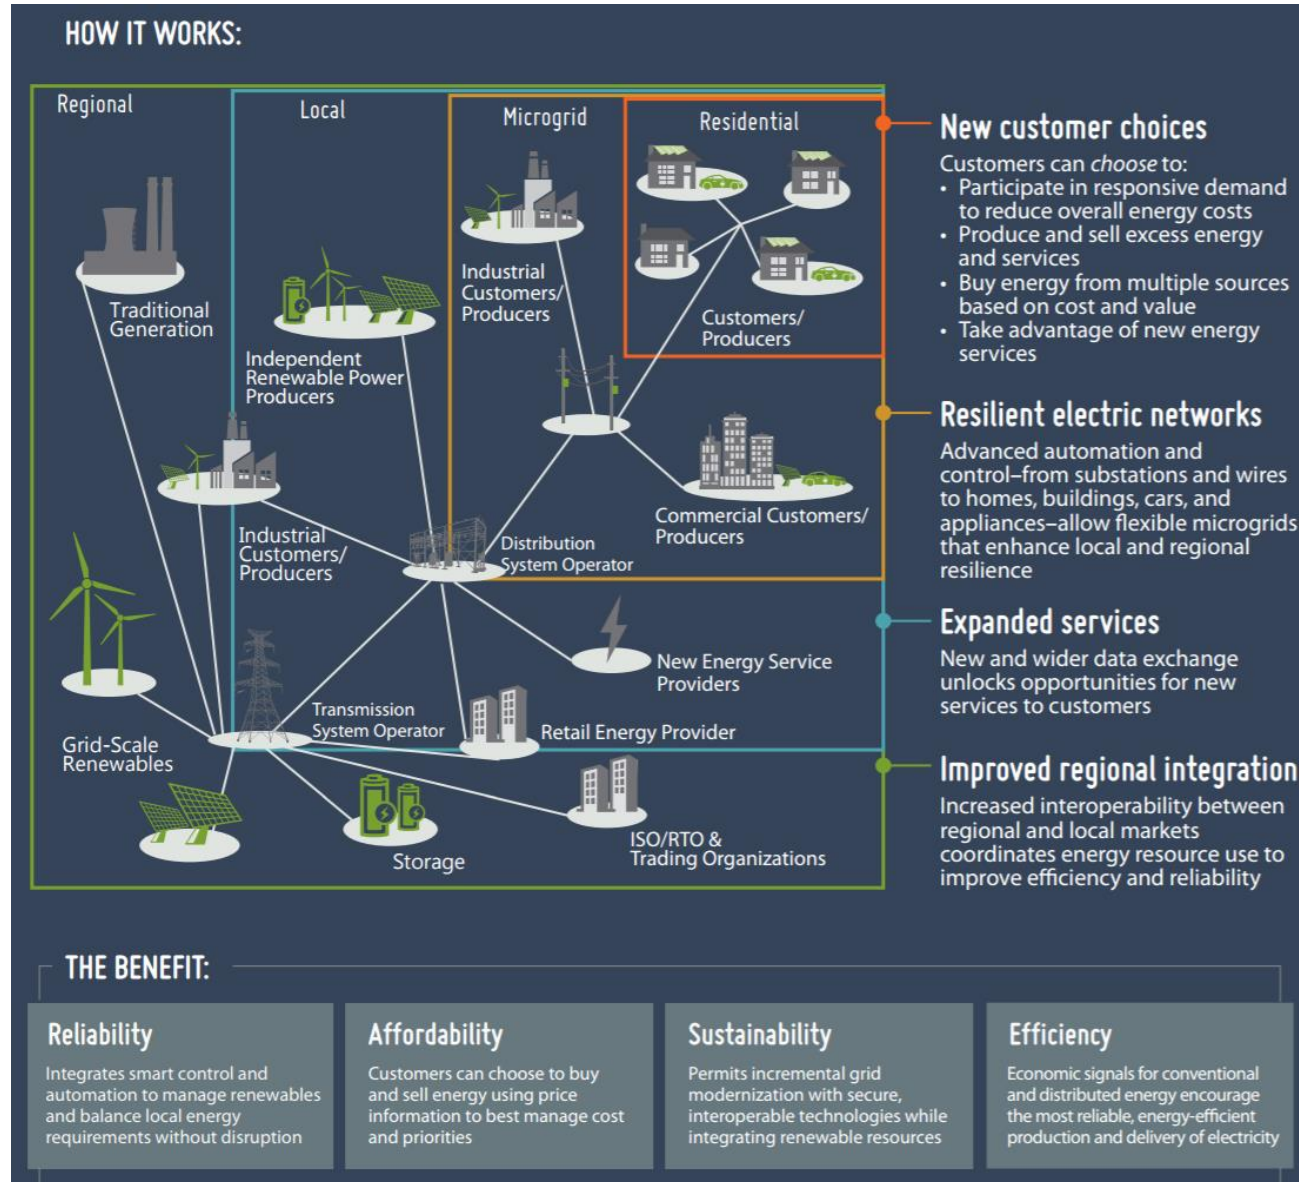 HOW IT WORKS:
Regional
Local
Microgrid
Residential
Traditional
Generation
Independent
Renewable Power
Producers
Industrial
Customers/
Producers
Customers/
Producers
Industrial
Customers/
Producers
Distribution
System Operator
Commercial Customers/
Producers
New Energy Service
Providers
Transmission
System Operator
Retail Energy Provider
Grid-Scale
Renewables
Storage
ISO/RTO &
Trading Organizations
New customer choices
Customers can choose to:
• Participate in responsive demand
to reduce overall energy costs
• Produce and sell excess energy
and services
• Buy energy from multiple sources
based on cost and value
• Take advantage of new energy
services
Resilient electric networks
Advanced automation and
control–from substations and wires
to homes, buildings, cars, and
appliances–allow flexible microgrids
that enhance local and regional
resilience
Expanded services
New and wider data exchange
unlocks opportunities for new
services to customers
Improved regional integration
Increased interoperability between
regional and local markets
coordinates energy resource use to
improve efficiency and reliability
THE BENEFIT:
Reliability
Integrates smart control and
automation to manage renewables
and balance local energy
requirements without disruption
Affordability
Customers can choose to buy
and sell energy using price
information to best manage cost
and priorities
Sustainability
Permits incremental grid
modernization with secure,
interoperable technologies while
integrating renewable resources
Efficiency
Economic signals for conventional
and distributed energy encourage
the most reliable, energy-efficient
production and delivery of electricity